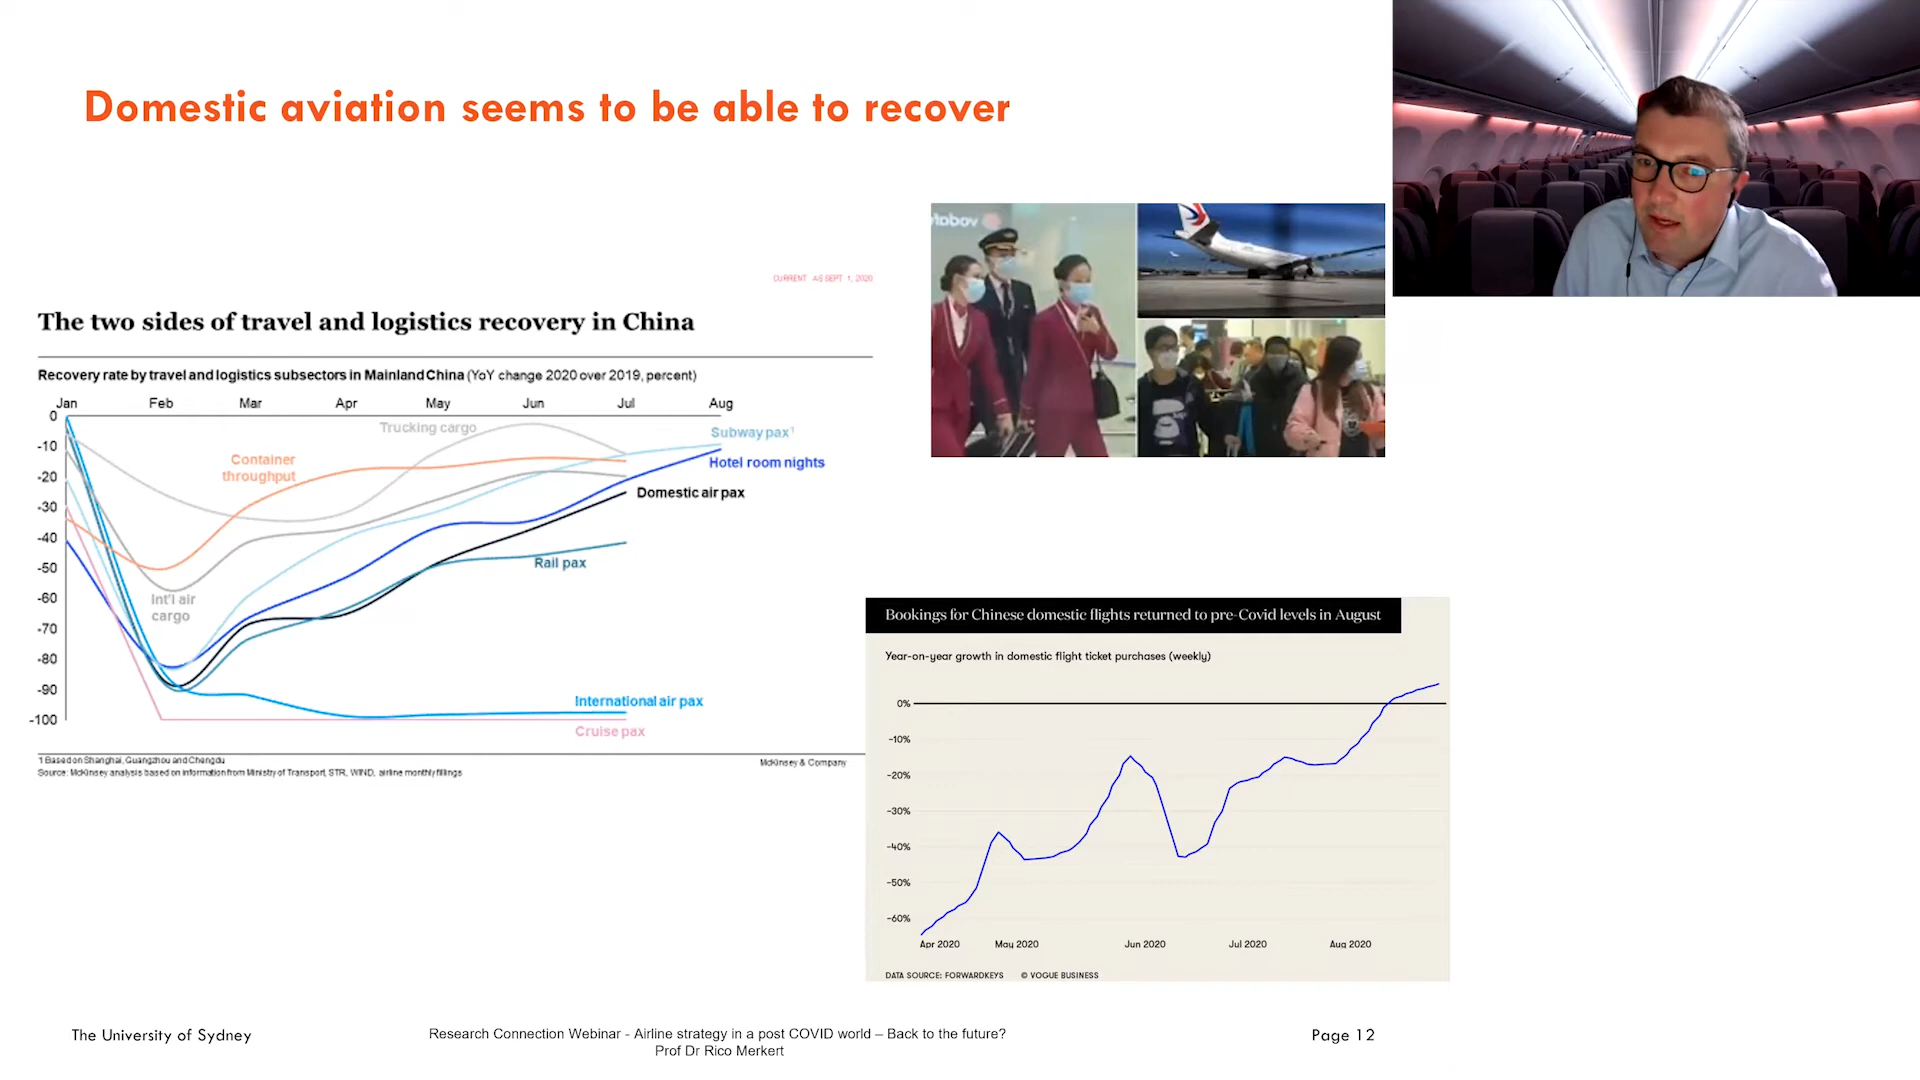 Domestic aviation seems to be able to recover
CURRENT AS SEPT 1, 2020
The two sides of travel and logistics recovery in China
Recovery rate by travel and logistics subsectors in Mainland China (YoY change 2020 over 2019, percent)
Jan Feb Mar Apr May Jun Jul Aug
0
-10
-20
-30
-40
-50
-60
-70
-80
-90
-100
Trucking cargo
Subway pax¹
Container
throughput
Hotel room nights
Domestic air pax
Rail pax
Int'l air
cargo
International air pax
Cruise pax
1 Based on Shanghai, Guangzhou and Chengdu
Source: McKinsey analysis based on information from Ministry of Transport, STR, WIND, airline monthly fillings
McKinsey & Company
Bookings for Chinese domestic flights returned to pre-Covid levels in August
Year-on-year growth in domestic flight ticket purchases (weekly)
0%
-10%
-20%
-30%
-40%
-50%
-60%
Apr 2020 May 2020 Jun 2020 Jul 2020 Aug 2020
DATA SOURCE: FORWARDKEYS © VOGUE BUSINESS
The University of Sydney
Research Connection Webinar - Airline strategy in a post COVID world – Back to the future?
Prof Dr Rico Merkert
Page 12